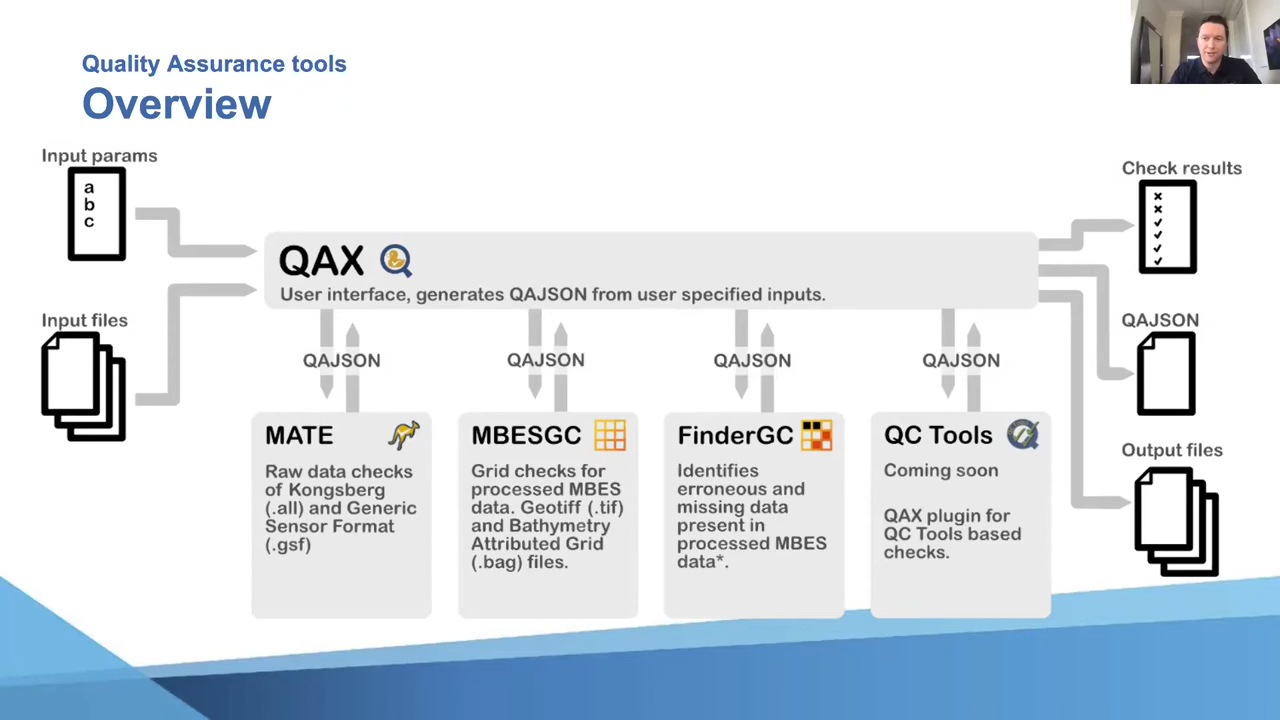 Quality Assurance tools
Overview
Input params
a
b
c
Input files
QAX
User interface, generates QAJSON from user specified inputs.
QAJSON
QAJSON
QAJSON
QAJSON
MATE
Raw data checks
of Kongsberg
(.all) and Generic
Sensor Format
(.gsf)
MBESGC
Grid checks for
processed MBES
data. Geotiff (.tif)
and Bathymetry
Attributed Grid
(.bag) files.
FinderGC
Identifies
erroneous and
missing data
present in
processed MBES
data*.
QC Tools
Coming soon
QAX plugin for
QC Tools based
checks.
Check results
QAJSON
Output files